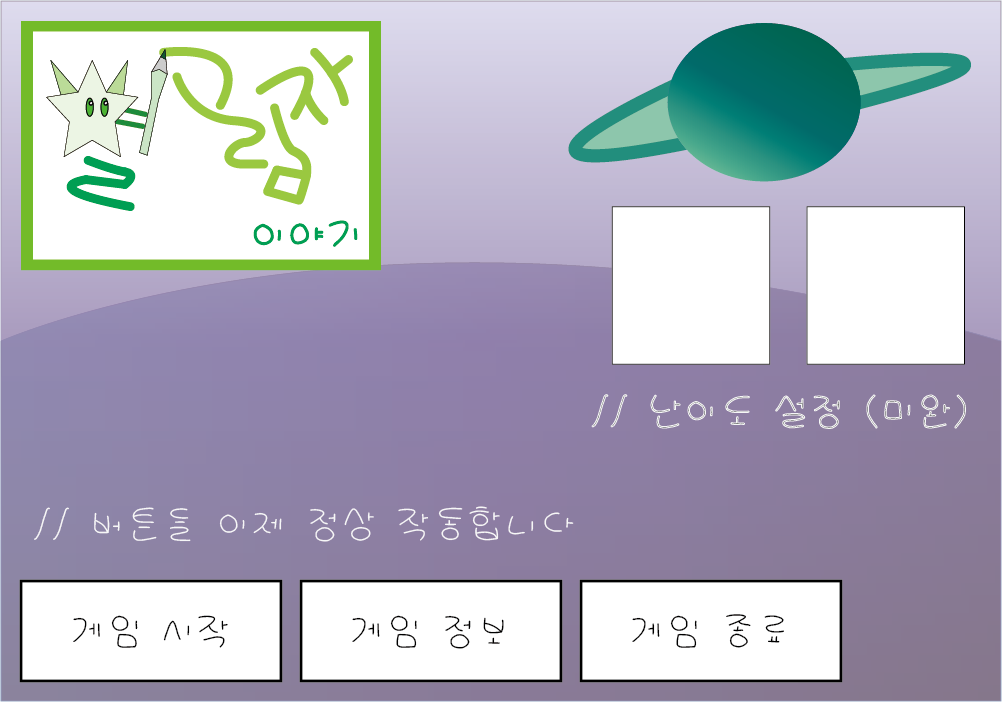 별 그림자
이야기
// 난이도 설정 (미완)
// 버튼들 이제 정상 작동합니다
게임 시작
게임 정보
게임 종료